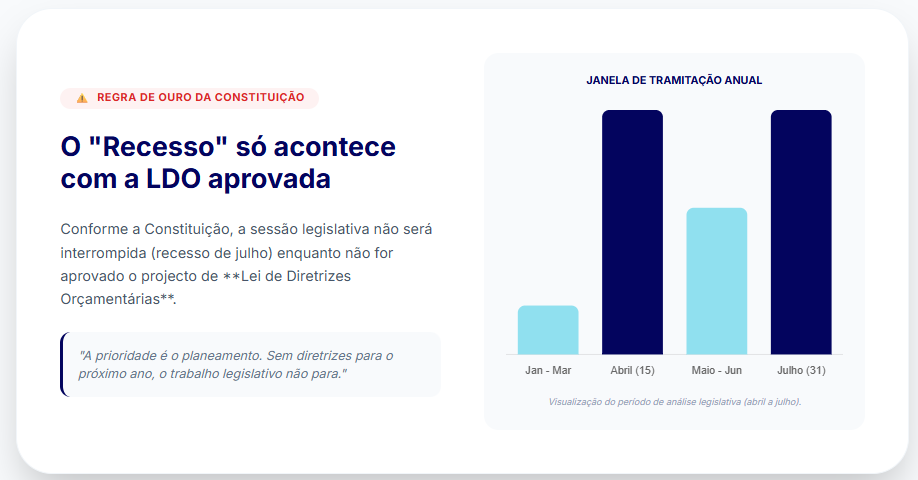 ⚠️ REGRA DE OURO DA CONSTITUIÇÃO
O "Recesso" só acontece
com a LDO aprovada
Conforme a Constituição, a sessão legislativa não será
interrompida (recesso de julho) enquanto não for
aprovado o projecto de **Lei de Diretrizes
Orçamentárias**.
"A prioridade é o planeamento. Sem diretrizes para o
próximo ano, o trabalho legislativo não para."
JANELA DE TRAMITAÇÃO ANUAL
Jan - Mar
Abril (15)
Maio - Jun
Julho (31)
Visualização do período de análise legislativa (abril a julho).